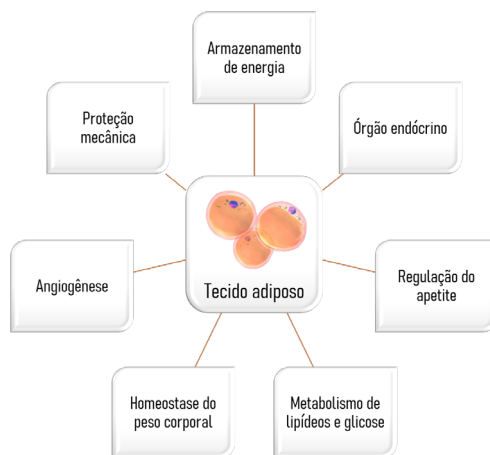 Armazenamento
de energia
Órgão endócrino
Regulação do
apetite
Metabolismo de
lipídeos e glicose
Homeostase do
peso corporal
Angiogênese
Proteção
mecânica
Tecido adiposo